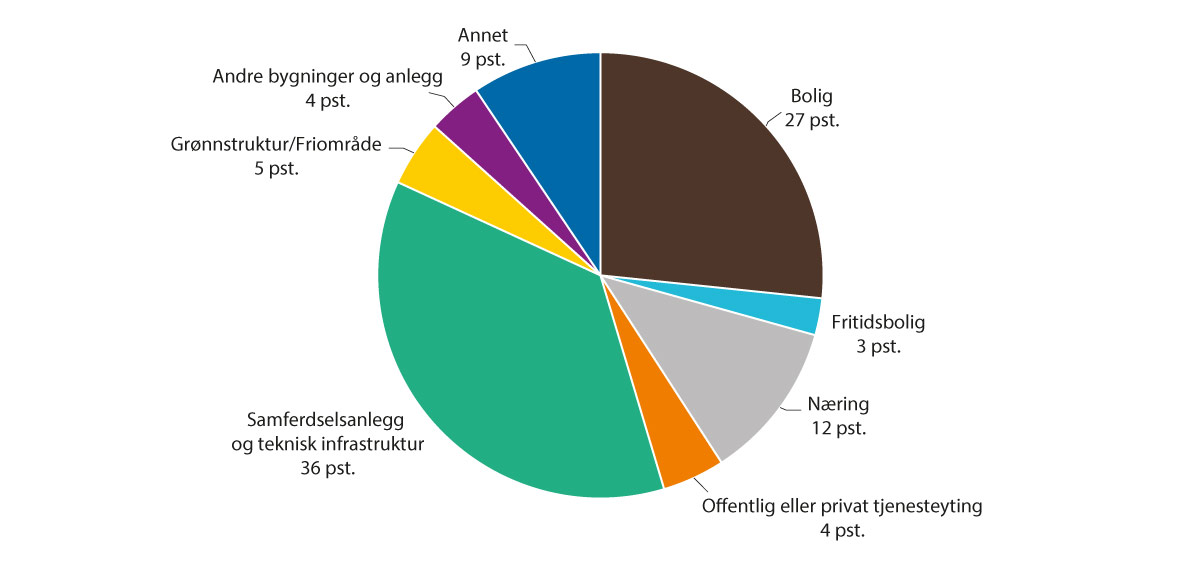 Annet
9 pst.
Andre bygninger og anlegg
4 pst.
Grønnstruktur/Friområde
5 pst.
Samferdselsanlegg
og teknisk infrastruktur
36 pst.
Bolig
27 pst.
Fritidsbolig
3 pst.
Næring
12 pst.
Offentlig eller privat tjenesteyting
4 pst.